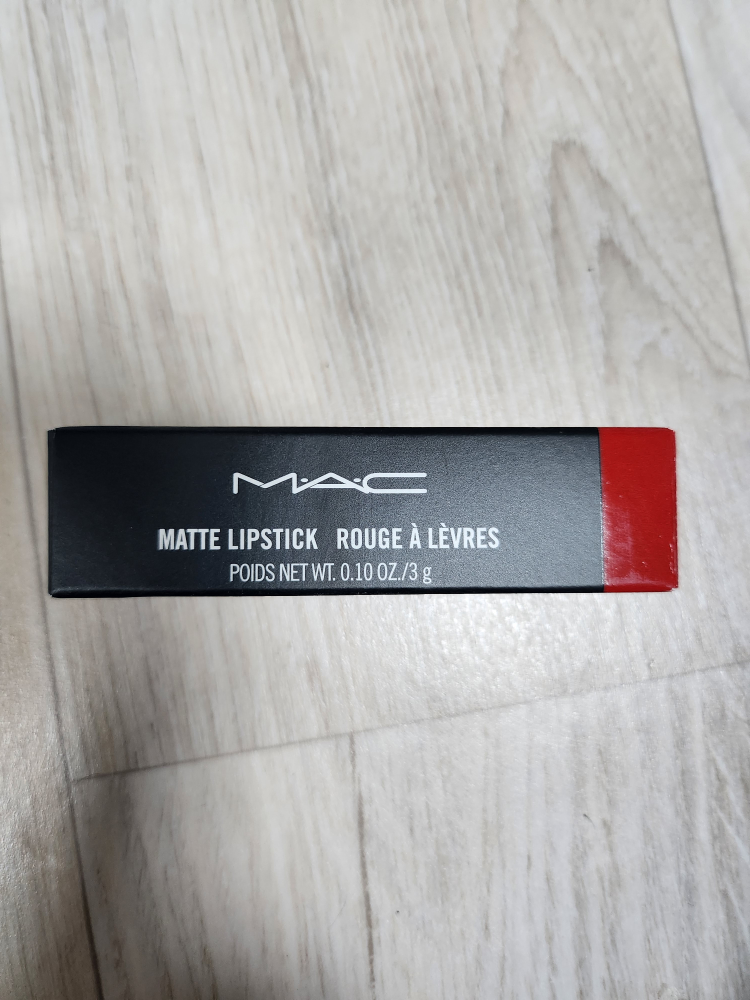 M·A·C
MATTE LIPSTICK ROUGE À LÈVRES
POIDS NET WT. 0.10 OZ./3 g